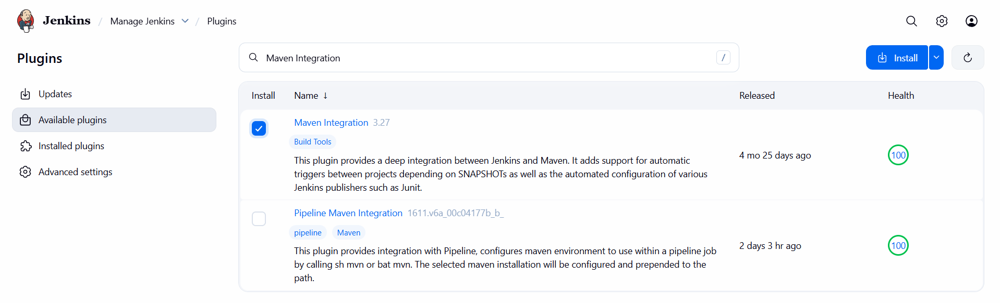 Jenkins / Manage Jenkins / Plugins
Plugins
Maven Integration /
Install
Updates
Available plugins
Installed plugins
Advanced settings
Install Name ↓ Released Health
Maven Integration 3.27
Build Tools
This plugin provides a deep integration between Jenkins and Maven. It adds support for automatic
triggers between projects depending on SNAPSHOTs as well as the automated configuration of various
Jenkins publishers such as Junit.
4 mo 25 days ago
100
Pipeline Maven Integration 1611.v6a_00c04177b_b_
pipeline Maven
This plugin provides integration with Pipeline, configures maven environment to use within a pipeline job
by calling sh mvn or bat mvn. The selected maven installation will be configured and prepended to the
path.
2 days 3 hr ago
100